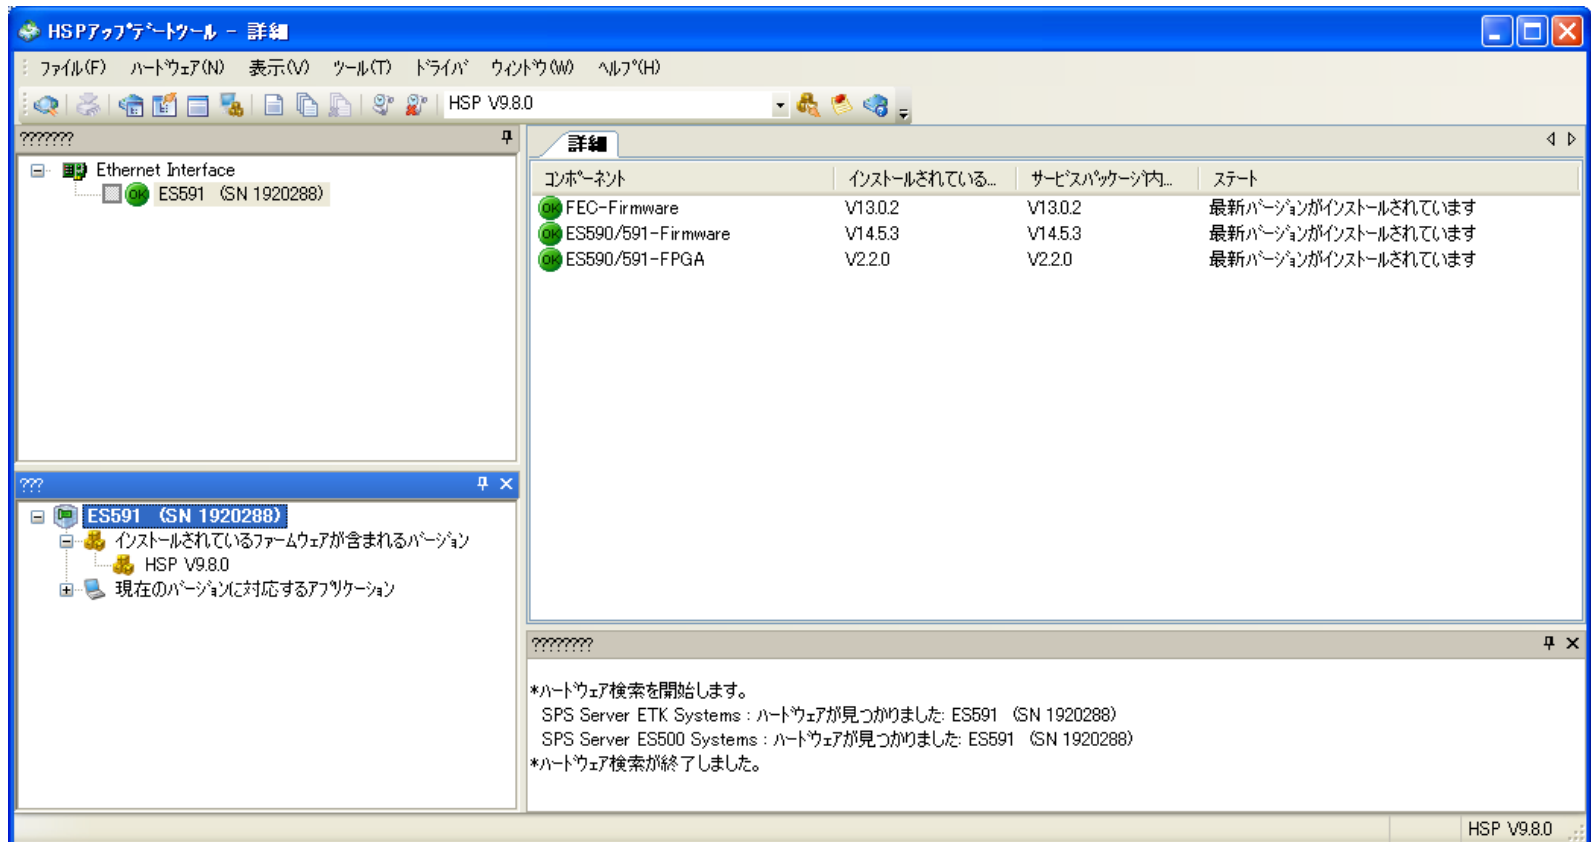 HSPアップデートツール - 詳細
ファイル(F) ハードウェア(N) 表示(V) ツール(T) ドライバ ウィンドウ(W) ヘルプ(H)
HSP V9.8.0
???????
Ethernet Interface
ES591 (SN 1920288)
詳細
コンポーネント インストールされている... サービスパッケージ内... ステート
FEC-Firmware V13.0.2 V13.0.2 最新バージョンがインストールされています
ES590/591-Firmware V14.5.3 V14.5.3 最新バージョンがインストールされています
ES590/591-FPGA V2.2.0 V2.2.0 最新バージョンがインストールされています
???
ES591 (SN 1920288)
インストールされているファームウェアが含まれるバージョン
HSP V9.8.0
現在のバージョンに対応するアプリケーション
????????
*ハードウェア検索を開始します。
SPS Server ETK Systems : ハードウェアが見つかりました: ES591 (SN 1920288)
SPS Server ES500 Systems : ハードウェアが見つかりました: ES591 (SN 1920288)
*ハードウェア検索が終了しました。
HSP V9.8.0